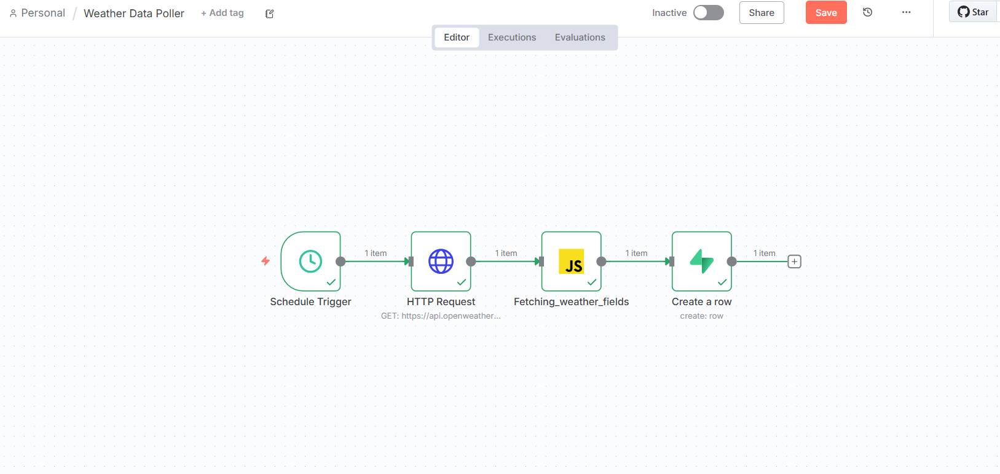 Personal / Weather Data Poller + Add tag
Inactive Share Save ... Star
Editor Executions Evaluations
1 item 1 item 1 item 1 item
JS
Schedule Trigger HTTP Request Fetching_weather_fields Create a row
GET: https://api.openweather... create: row